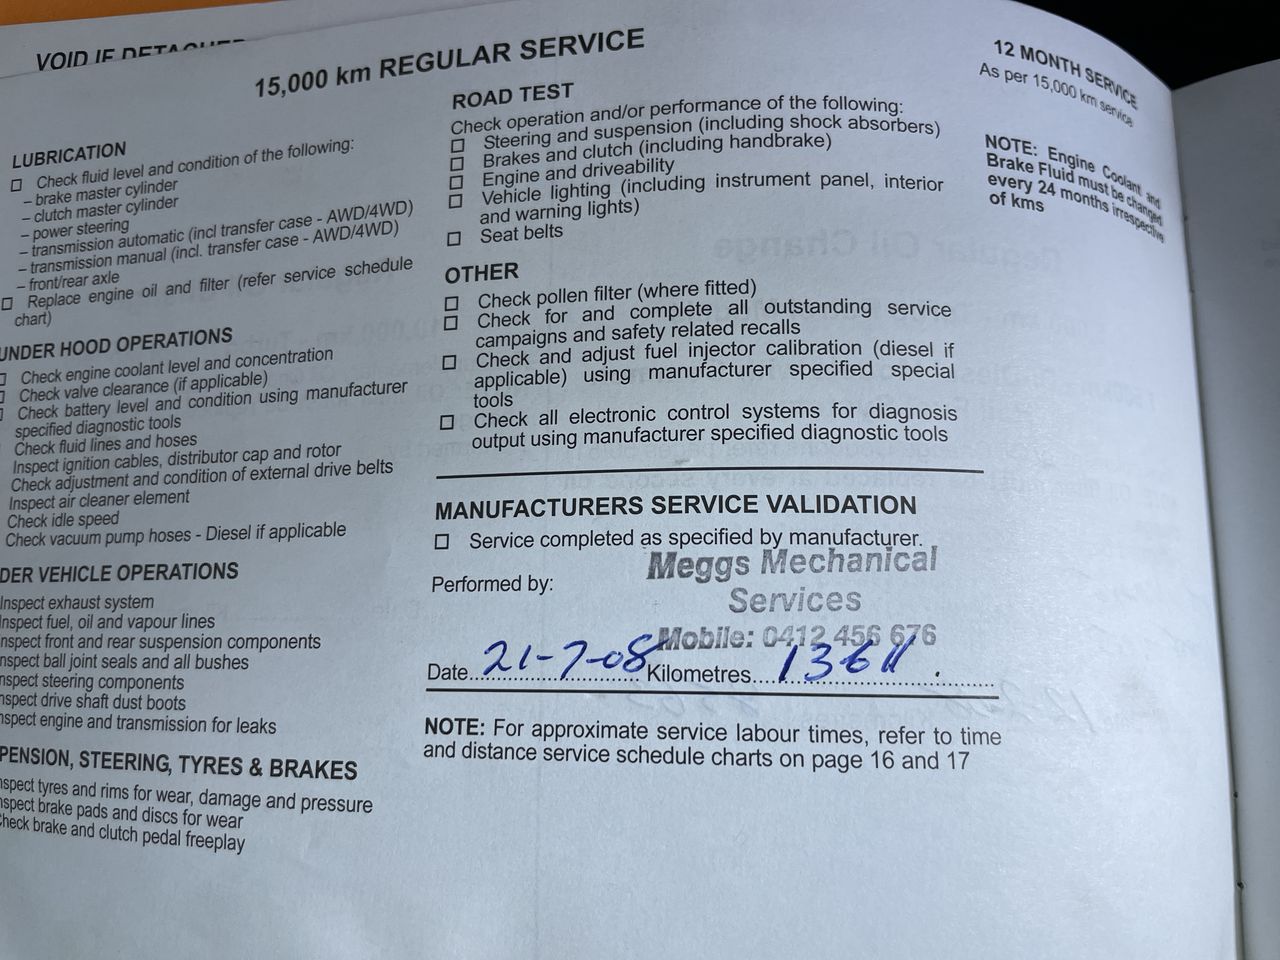 VOID IF DETACHED
15,000 km REGULAR SERVICE
LUBRICATION
Check fluid level and condition of the following:
– brake master cylinder
– clutch master cylinder
– power steering
– transmission automatic (incl transfer case - AWD/4WD)
– transmission manual (incl. transfer case - AWD/4WD)
– front/rear axle
Replace engine oil and filter (refer service schedule
chart)
UNDER HOOD OPERATIONS
Check engine coolant level and concentration
Check valve clearance (if applicable)
Check battery level and condition using manufacturer
specified diagnostic tools
Check fluid lines and hoses
Inspect ignition cables, distributor cap and rotor
Check adjustment and condition of external drive belts
Inspect air cleaner element
Check idle speed
Check vacuum pump hoses - Diesel if applicable
DER VEHICLE OPERATIONS
Inspect exhaust system
Inspect fuel, oil and vapour lines
nspect front and rear suspension components
nspect ball joint seals and all bushes
nspect steering components
nspect drive shaft dust boots
nspect engine and transmission for leaks
PENSION, STEERING, TYRES & BRAKES
nspect tyres and rims for wear, damage and pressure
nspect brake pads and discs for wear
heck brake and clutch pedal freeplay
ROAD TEST
Check operation and/or performance of the following:
Steering and suspension (including shock absorbers)
Brakes and clutch (including handbrake)
Engine and driveability
Vehicle lighting (including instrument panel, interior
and warning lights)
Seat belts
OTHER
Check pollen filter (where fitted)
Check for and complete all outstanding service
campaigns and safety related recalls
Check and adjust fuel injector calibration (diesel if
applicable) using manufacturer specified special
tools
Check all electronic control systems for diagnosis
output using manufacturer specified diagnostic tools
MANUFACTURERS SERVICE VALIDATION
Service completed as specified by manufacturer.
Performed by:
Meggs Mechanical
Services
Mobile: 0412 456 676
Date 21-7-08 Kilometres 13611
NOTE: For approximate service labour times, refer to time
and distance service schedule charts on page 16 and 17
12 MONTH SERVICE
As per 15,000 km service
NOTE: Engine Coolant and
Brake Fluid must be changed
every 24 months irrespective
of kms